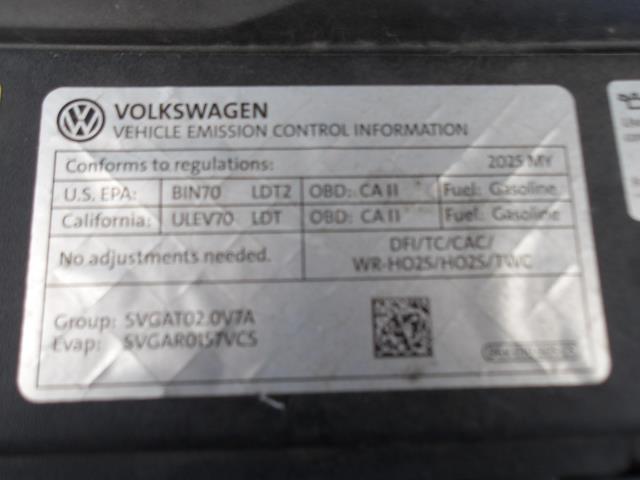 VOLKSWAGEN
VEHICLE EMISSION CONTROL INFORMATION
Conforms to regulations: 2025 MY
U.S. EPA: BIN70 LDT2 OBD: CA II Fuel: Gasoline
California: ULEV70 LDT OBD: CA II Fuel: Gasoline
No adjustments needed. DFI/TC/CAC/
WR-HO2S/HO2S/TWC
Group: SVGAT02.0V7A
Evap: SVGAR0157VCS